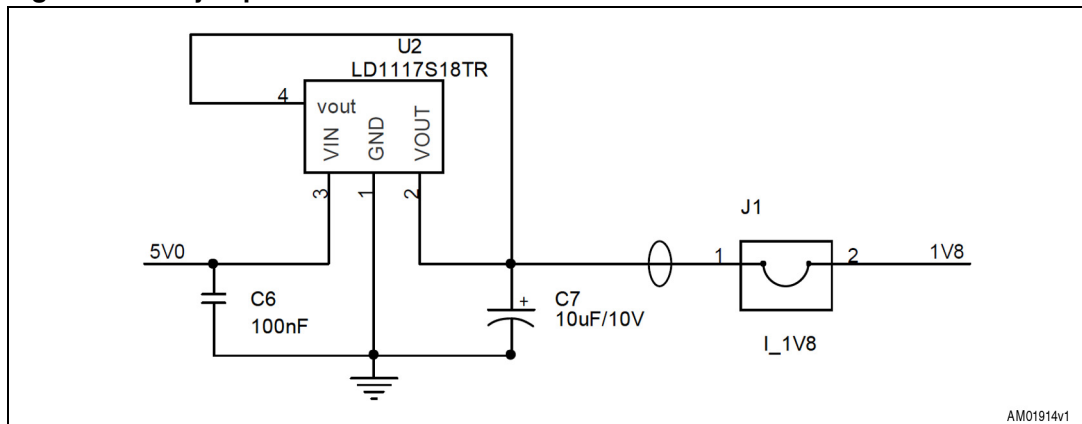 U2
LD1117S18TR
4
vout
VIN
GND
VOUT
3
1
2
J1
5V0
1
2
1V8
C6
100nF
+
C7
10uF/10V
I_1V8
AM01914v1